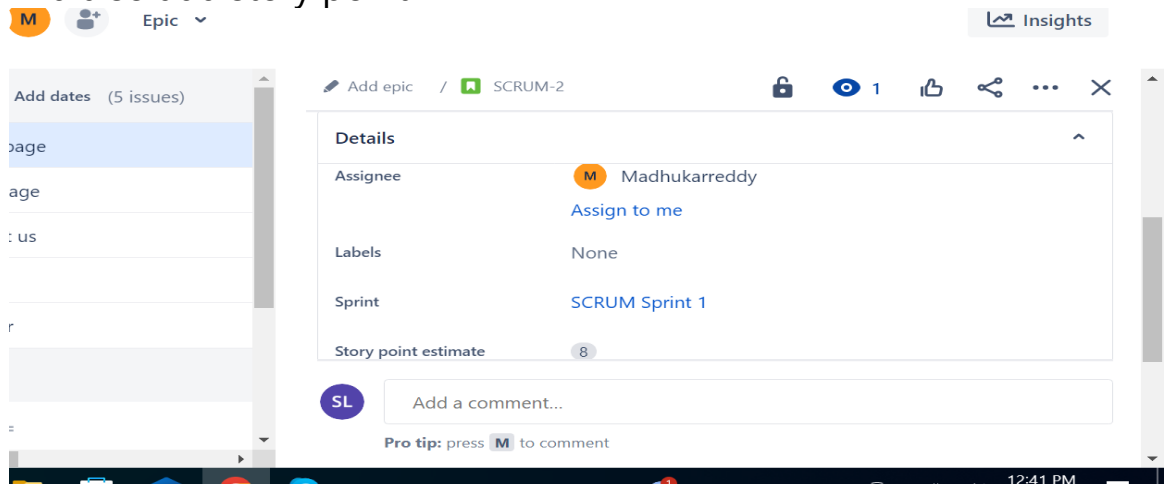 M Epic Insights
Add dates (5 issues)
Add epic / SCRUM-2 1
Details
age
Assignee M Madhukarreddy
Assign to me
us
Labels None
Sprint SCRUM Sprint 1
r
Story point estimate 8
SL Add a comment...
Pro tip: press M to comment
1
12:41 PM